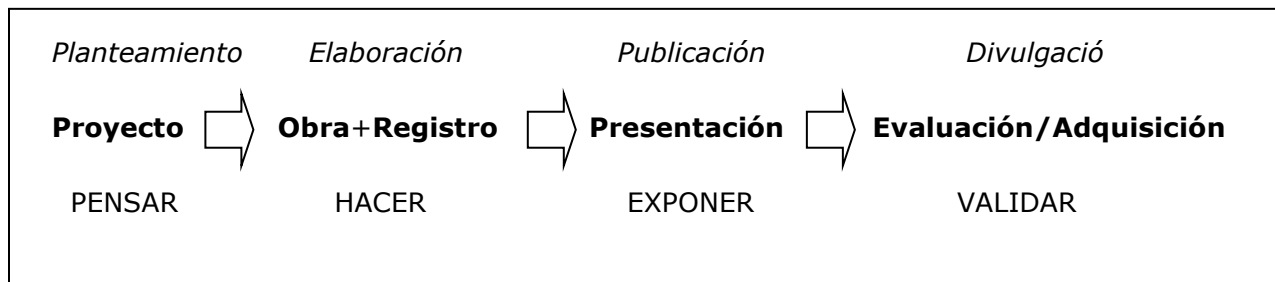 Planteamiento Elaboración Publicación Divulgació
Proyecto Obra+Registro Presentación Evaluación/Adquisición
PENSAR HACER EXPONER VALIDAR